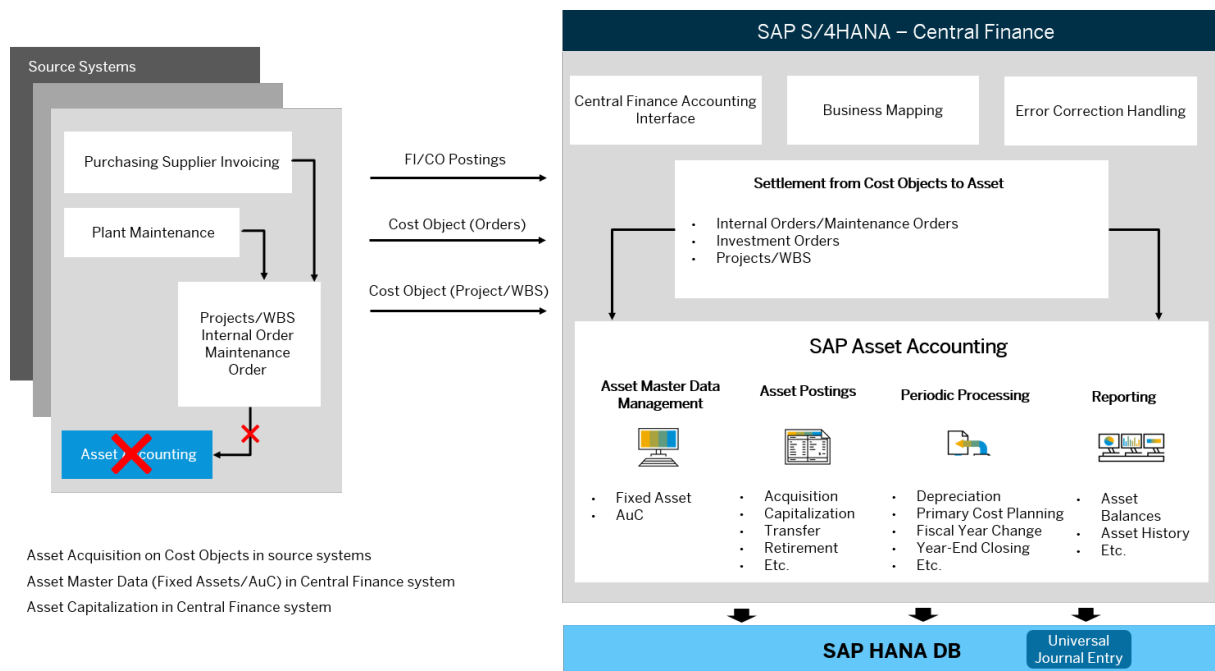 Source Systems
Purchasing Supplier Invoicing
Plant Maintenance
Projects/WBS
Internal Order
Maintenance
Order
Asset Accounting
Asset Acquisition on Cost Objects in source systems
Asset Master Data (Fixed Assets/AuC) in Central Finance system
Asset Capitalization in Central Finance system
FI/CO Postings
Cost Object (Orders)
Cost Object (Project/WBS)
SAP S/4HANA – Central Finance
Central Finance Accounting
Interface
Business Mapping
Error Correction Handling
Settlement from Cost Objects to Asset
• Internal Orders/Maintenance Orders
• Investment Orders
• Projects/WBS
SAP Asset Accounting
Asset Master Data
Management
• Fixed Asset
• AuC
Asset Postings
• Acquisition
• Capitalization
• Transfer
• Retirement
• Etc.
Periodic Processing
• Depreciation
• Primary Cost Planning
• Fiscal Year Change
• Year-End Closing
• Etc.
Reporting
• Asset
Balances
• Asset History
• Etc.
SAP HANA DB
Universal
Journal Entry